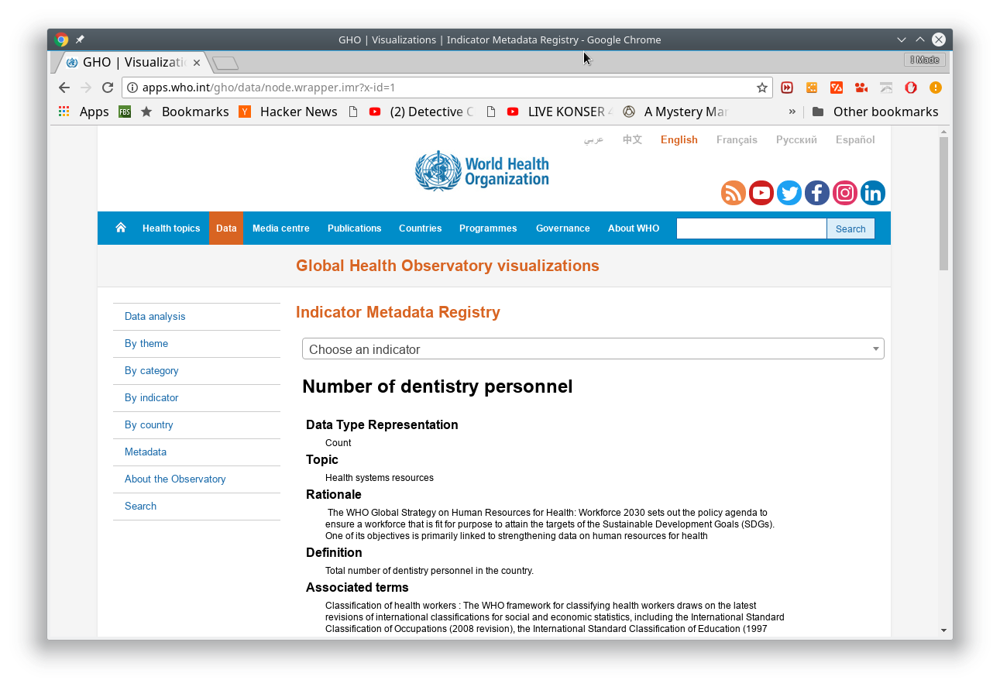 GHO | Visualizations | Indicator Metadata Registry - Google Chrome
GHO | Visualizati
I Made
apps.who.int/gho/data/node.wrapper.imr?x-id=1
Apps FBS Bookmarks Y Hacker News (2) Detective C LIVE KONSER 4 A Mystery Mar » Other bookmarks
عربي 中文 English Français Русский Español
World Health
Organization
Health topics Data Media centre Publications Countries Programmes Governance About WHO Search
Global Health Observatory visualizations
Data analysis
By theme
By category
By indicator
By country
Metadata
About the Observatory
Search
Indicator Metadata Registry
Choose an indicator
Number of dentistry personnel
Data Type Representation
Count
Topic
Health systems resources
Rationale
The WHO Global Strategy on Human Resources for Health: Workforce 2030 sets out the policy agenda to
ensure a workforce that is fit for purpose to attain the targets of the Sustainable Development Goals (SDGs).
One of its objectives is primarily linked to strengthening data on human resources for health
Definition
Total number of dentistry personnel in the country.
Associated terms
Classification of health workers : The WHO framework for classifying health workers draws on the latest
revisions of international classifications for social and economic statistics, including the International Standard
Classification of Occupations (2008 revision), the International Standard Classification of Education (1997